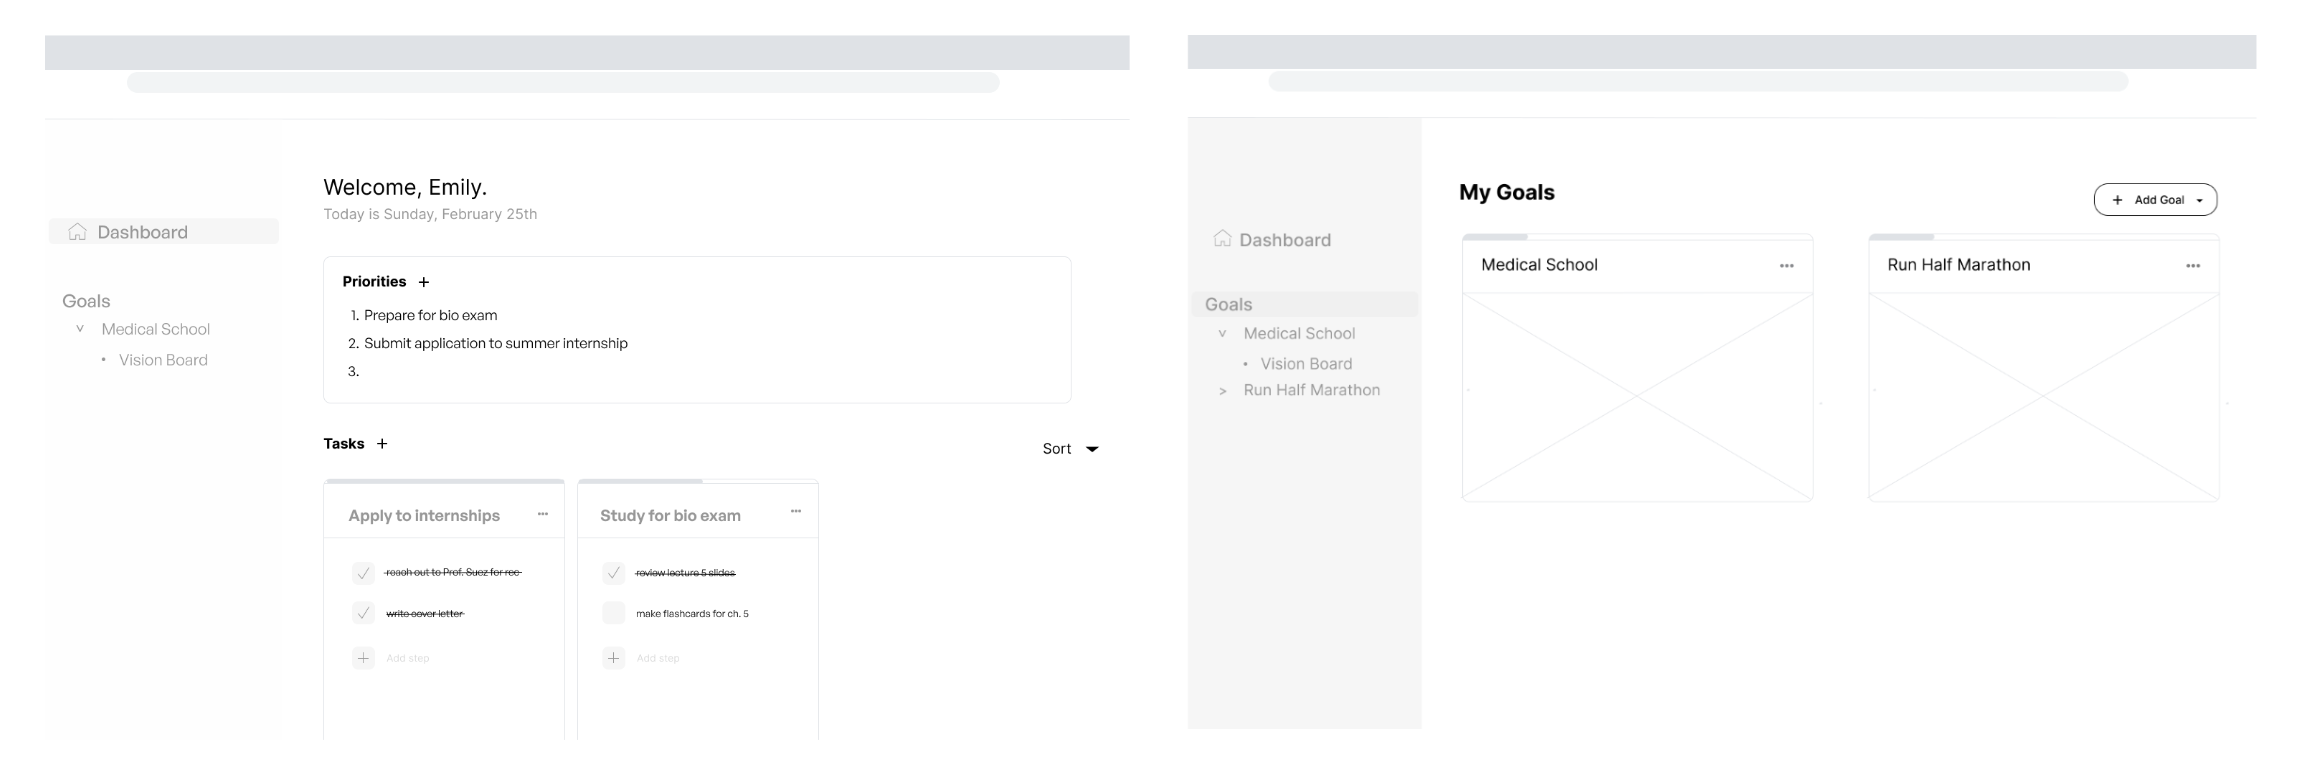 Welcome, Emily.
Today is Sunday, February 25th
Dashboard
Goals
v Medical School
• Vision Board
Priorities +
1. Prepare for bio exam
2. Submit application to summer internship
3.
Tasks +
Sort
Apply to internships ...
reach out to Prof. Suez for rec
write cover letter
+ Add step
Study for bio exam ...
review lecture 5 slides
make flashcards for ch. 5
+ Add step
Dashboard
Goals
v Medical School
• Vision Board
> Run Half Marathon
My Goals
+ Add Goal
Medical School ...
Run Half Marathon ...